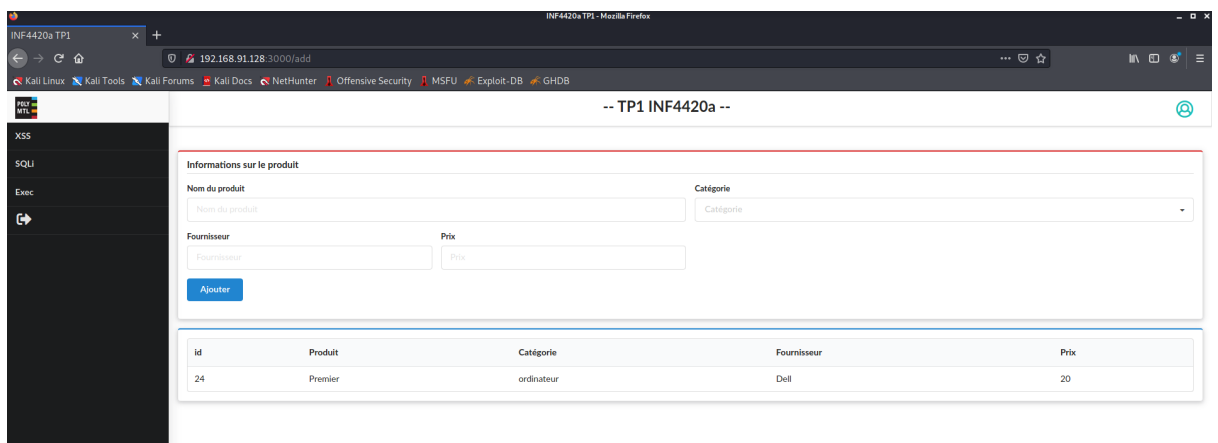 INF4420a TP1 - Mozilla Firefox
INF4420a TP1
192.168.91.128:3000/add
Kali Linux Kali Tools Kali Forums Kali Docs NetHunter Offensive Security MSFU Exploit-DB GHDB
POLY MTL
-- TP1 INF4420a --
XSS
SQLi
Exec
Informations sur le produit
Nom du produit Catégorie
Nom du produit Catégorie
Fournisseur Prix
Fournisseur Prix
Ajouter
id Produit Catégorie Fournisseur Prix
24 Premier ordinateur Dell 20